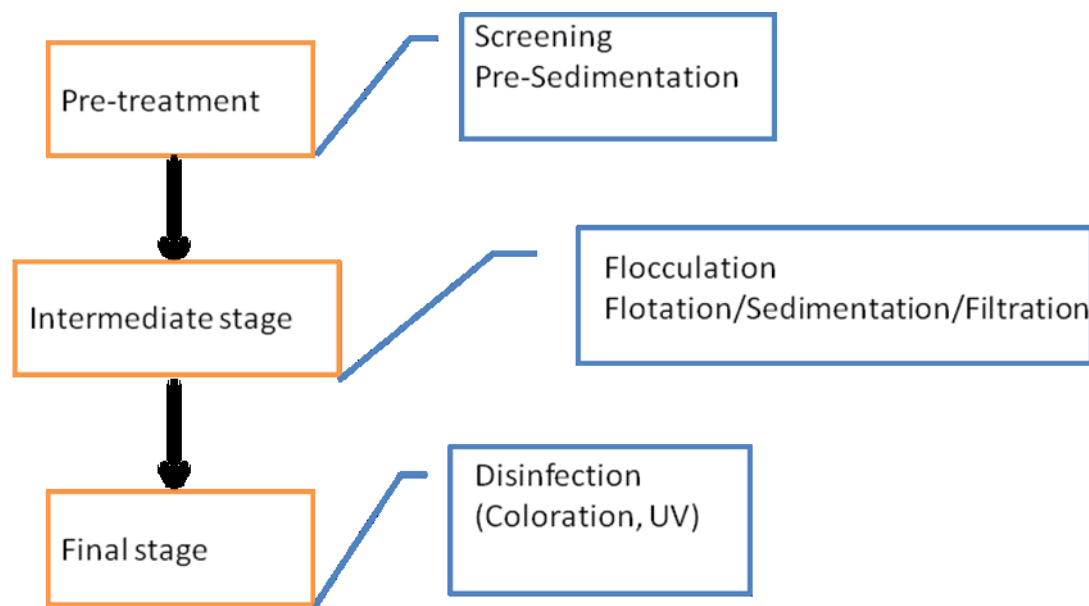 Pre-treatment
Screening
Pre-Sedimentation
Intermediate stage
Flocculation
Flotation/Sedimentation/Filtration
Final stage
Disinfection
(Coloration, UV)